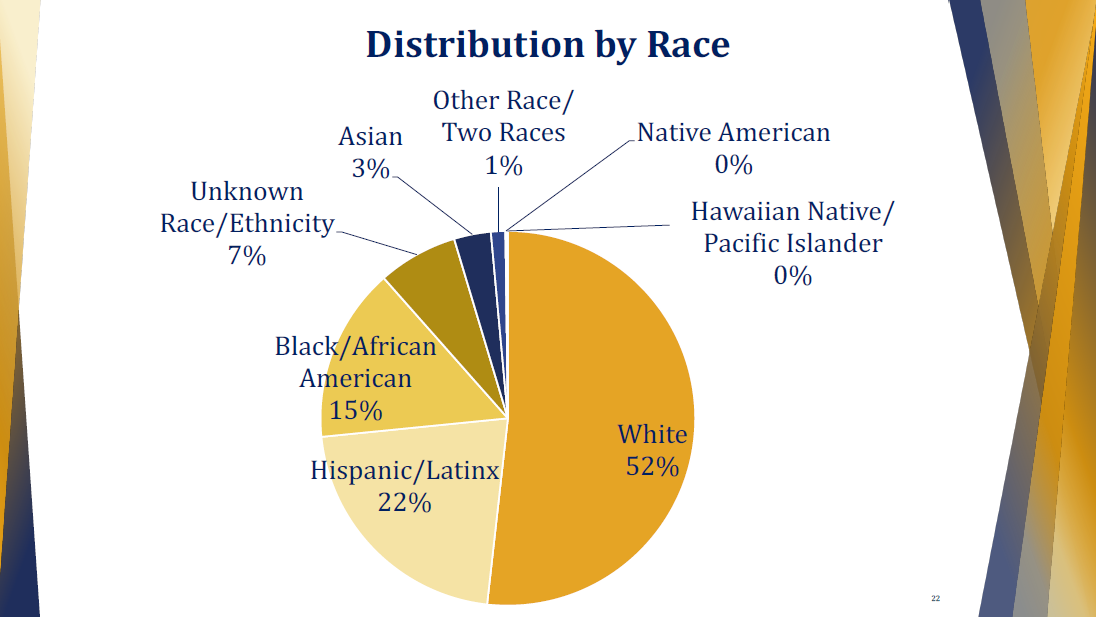 Distribution by Race
Other Race/
Two Races
1%
Asian
3%
Native American
0%
Unknown
Race/Ethnicity
7%
Hawaiian Native/
Pacific Islander
0%
Black/African
American
15%
White
52%
Hispanic/Latinx
22%
22